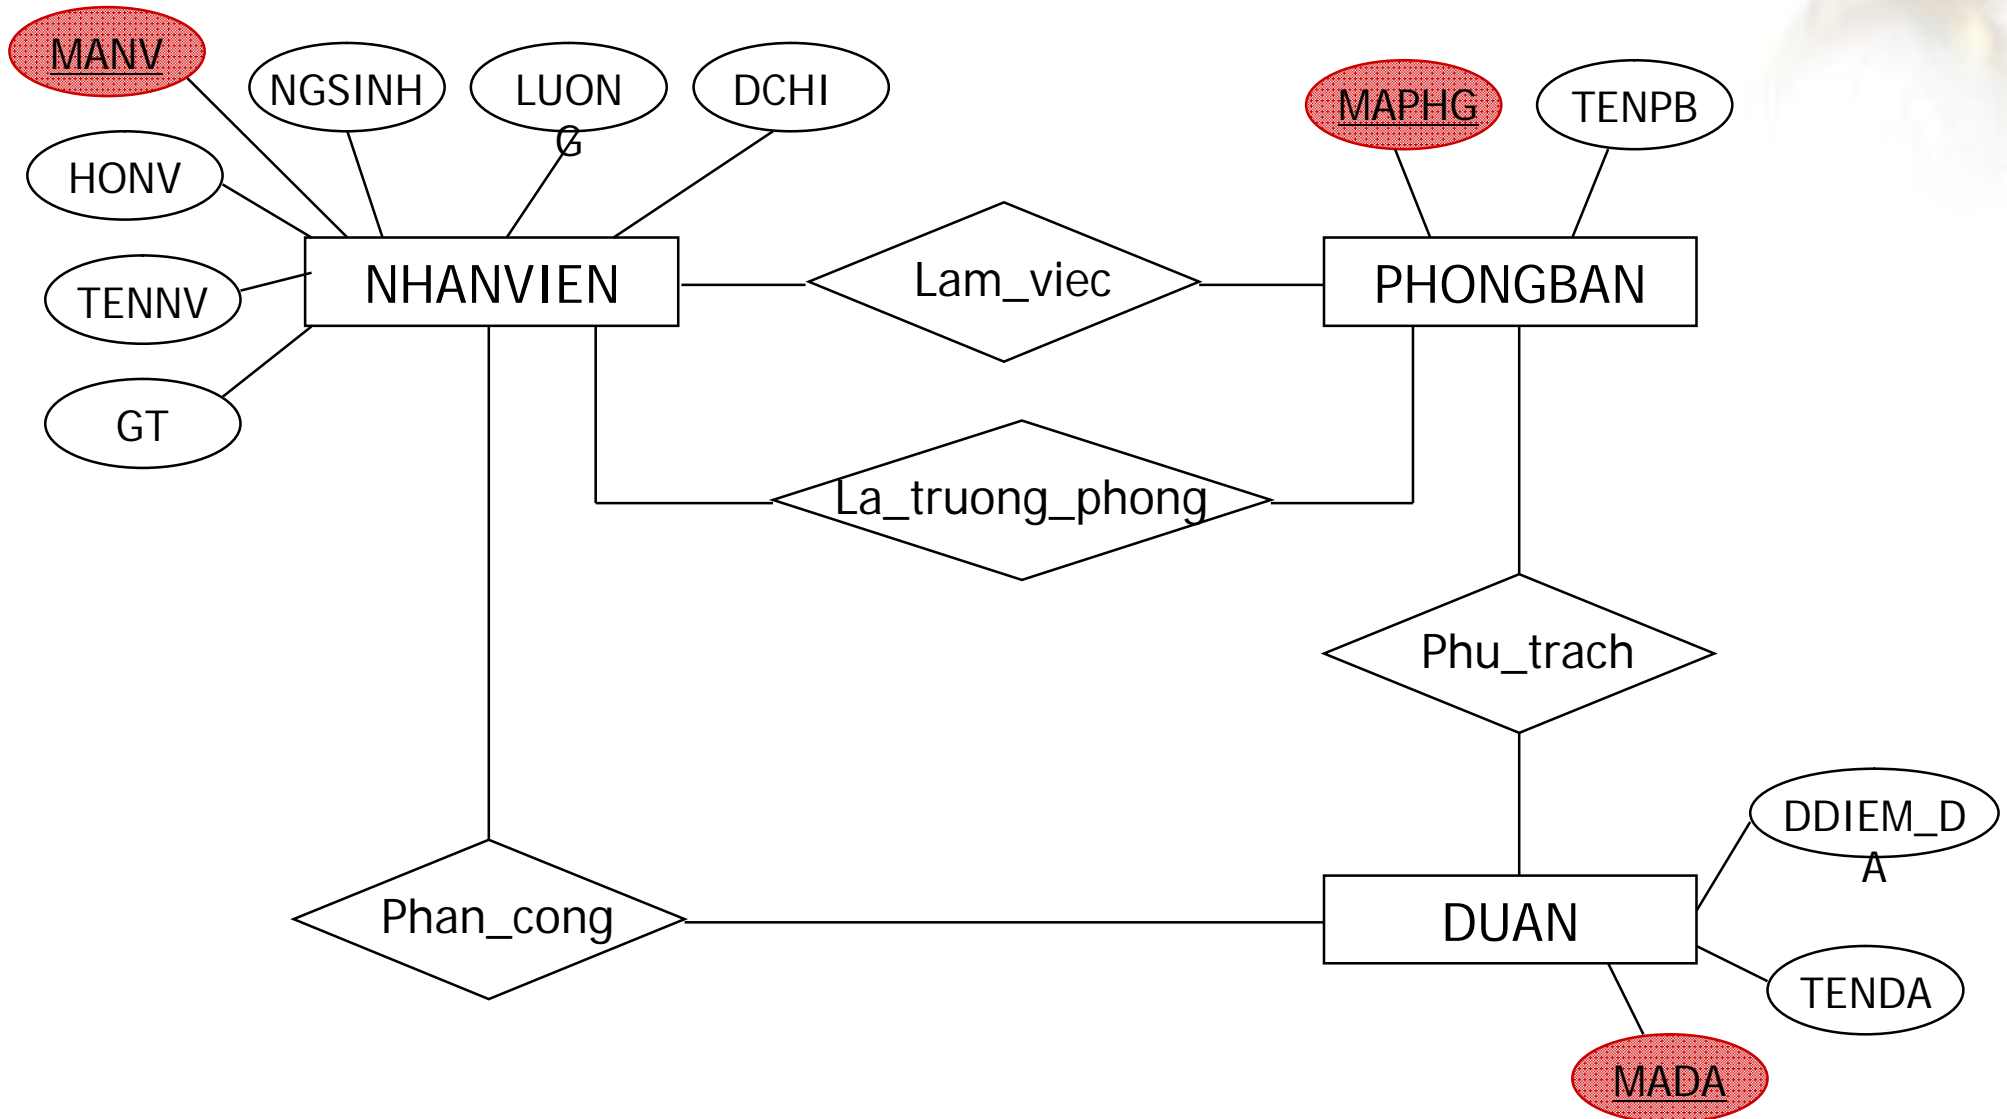 MANV
NGSINH
LUON
G
DCHI
MAPHG
TENPB
HONV
TENNV
GT
NHANVIEN
Lam_viec
PHONGBAN
La_truong_phong
Phu_trach
Phan_cong
DUAN
DDIEM_D
A
TENDA
MADA